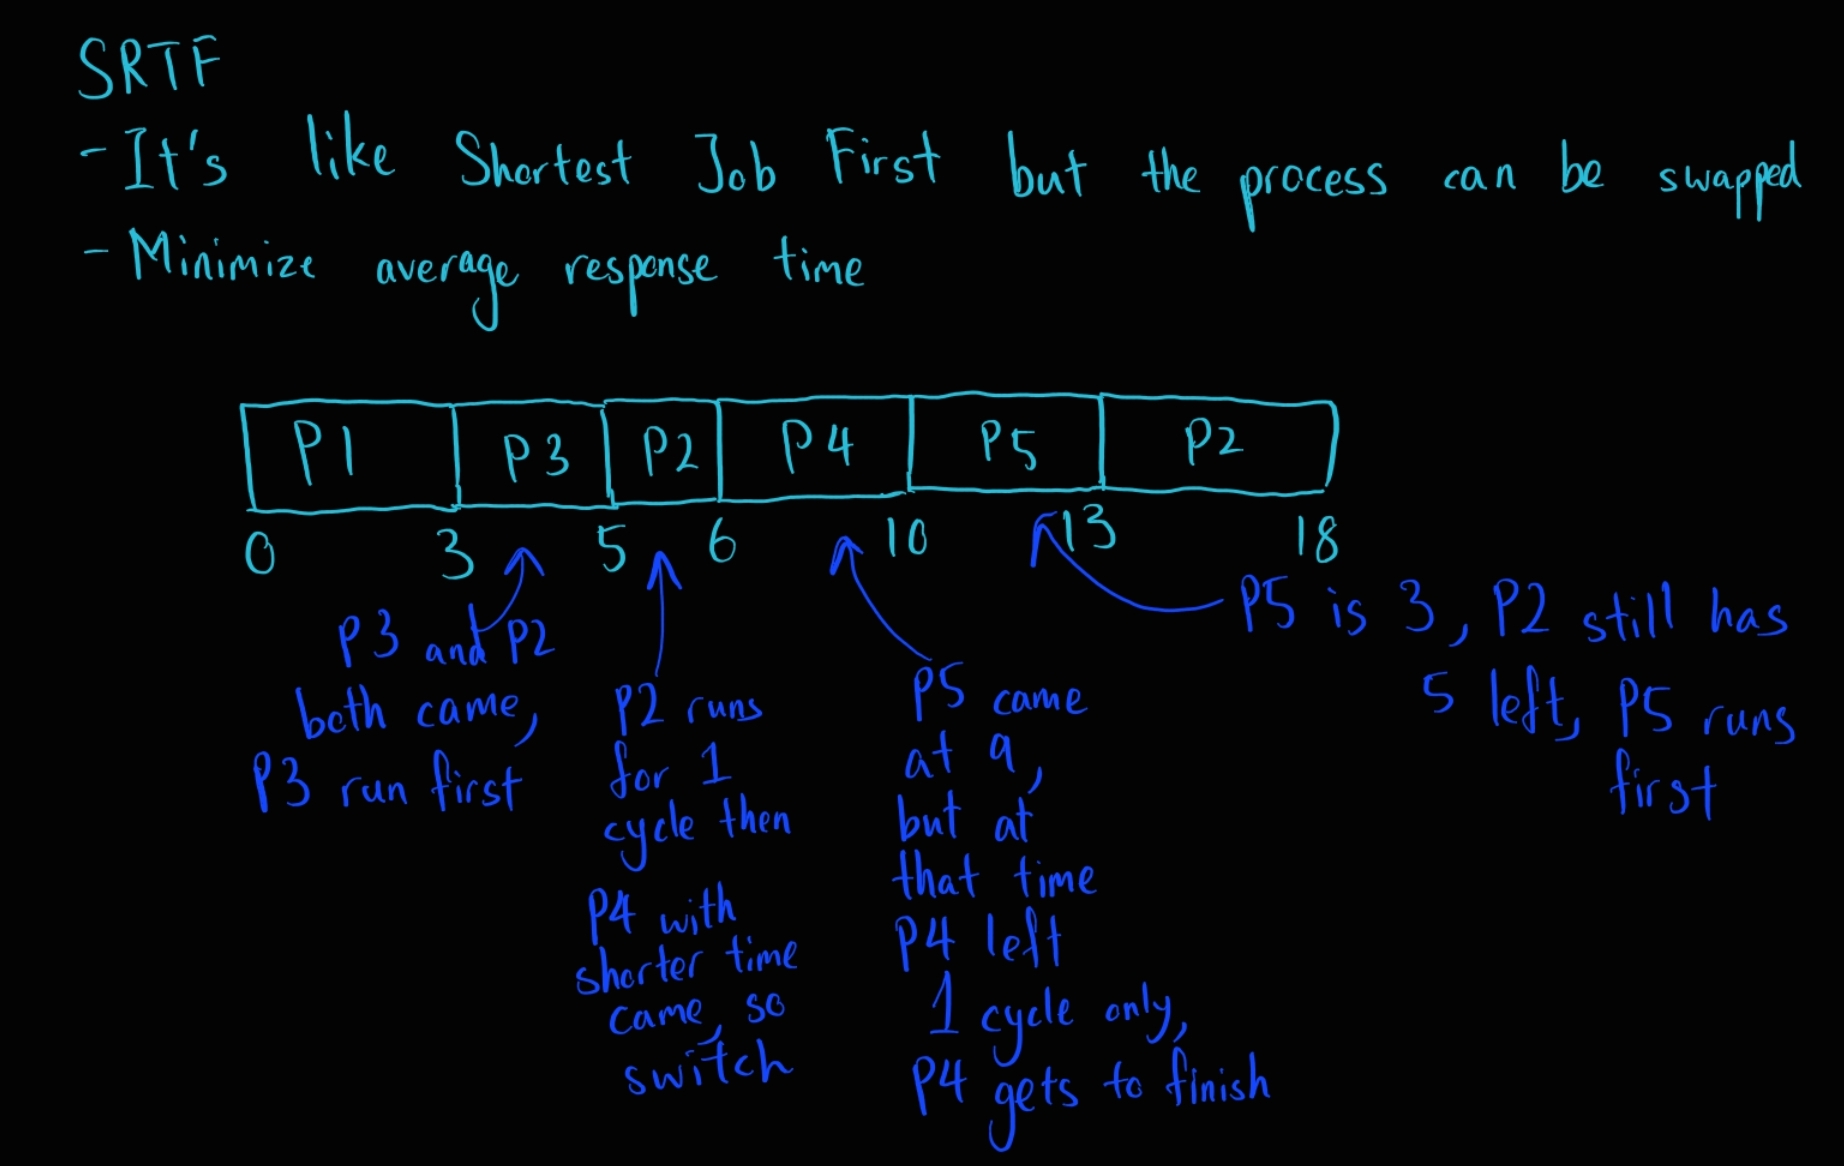 SRTF
- It's like Shortest Job First but the process can be swapped
- Minimize average response time
P1 P3 P2 P4 P5 P2
0 3 5 6 10 13 18
P3 and P2
both came,
P3 run first
P2 runs
for 1
cycle then
P4 with
shorter time
came, so
switch
P5 came
at 9,
but at
that time
P4 left
1 cycle only,
P4 gets to finish
P5 is 3, P2 still has
5 left, P5 runs
first